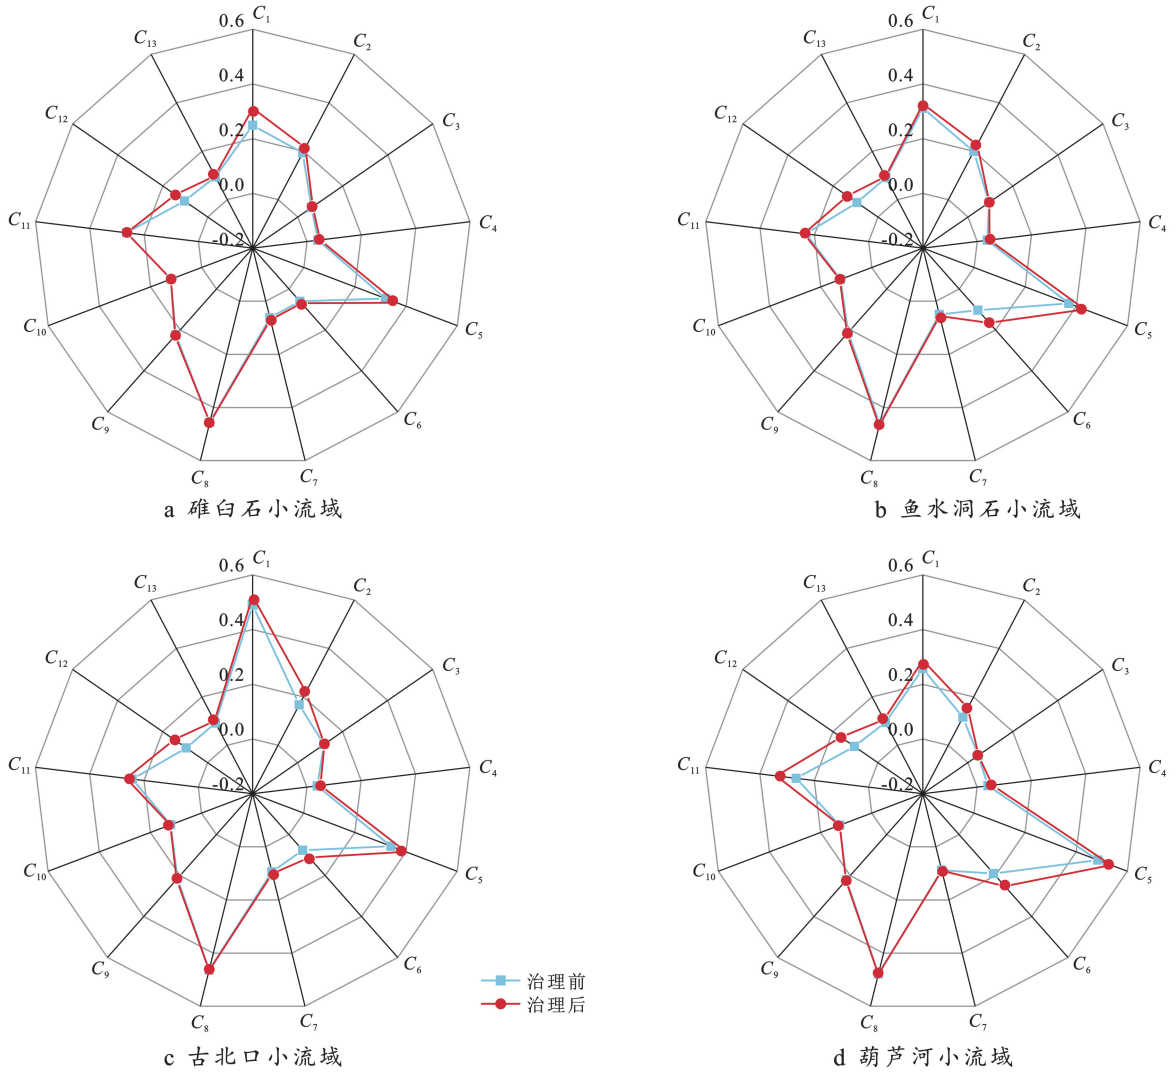 C₁
0.6
C₂
C₁₃
0.4
C₃
C₁₂
0.2
0.0
C₄
C₁₁
-0.2
C₅
C₁₀
C₆
C₉
C₇
C₈
a 碓臼石小流域
C₁
0.6
C₂
C₁₃
0.4
C₃
C₁₂
0.2
0.0
C₄
C₁₁
-0.2
C₅
C₁₀
C₆
C₉
C₇
C₈
b 鱼水洞石小流域
C₁
0.6
C₂
C₁₃
0.4
C₃
C₁₂
0.2
0.0
C₄
C₁₁
-0.2
C₅
C₁₀
C₆
C₉
C₇
C₈
c 古北口小流域
治理前
治理后
C₁
0.6
C₂
C₁₃
0.4
C₃
C₁₂
0.2
0.0
C₄
C₁₁
-0.2
C₅
C₁₀
C₆
C₉
C₇
C₈
d 葫芦河小流域